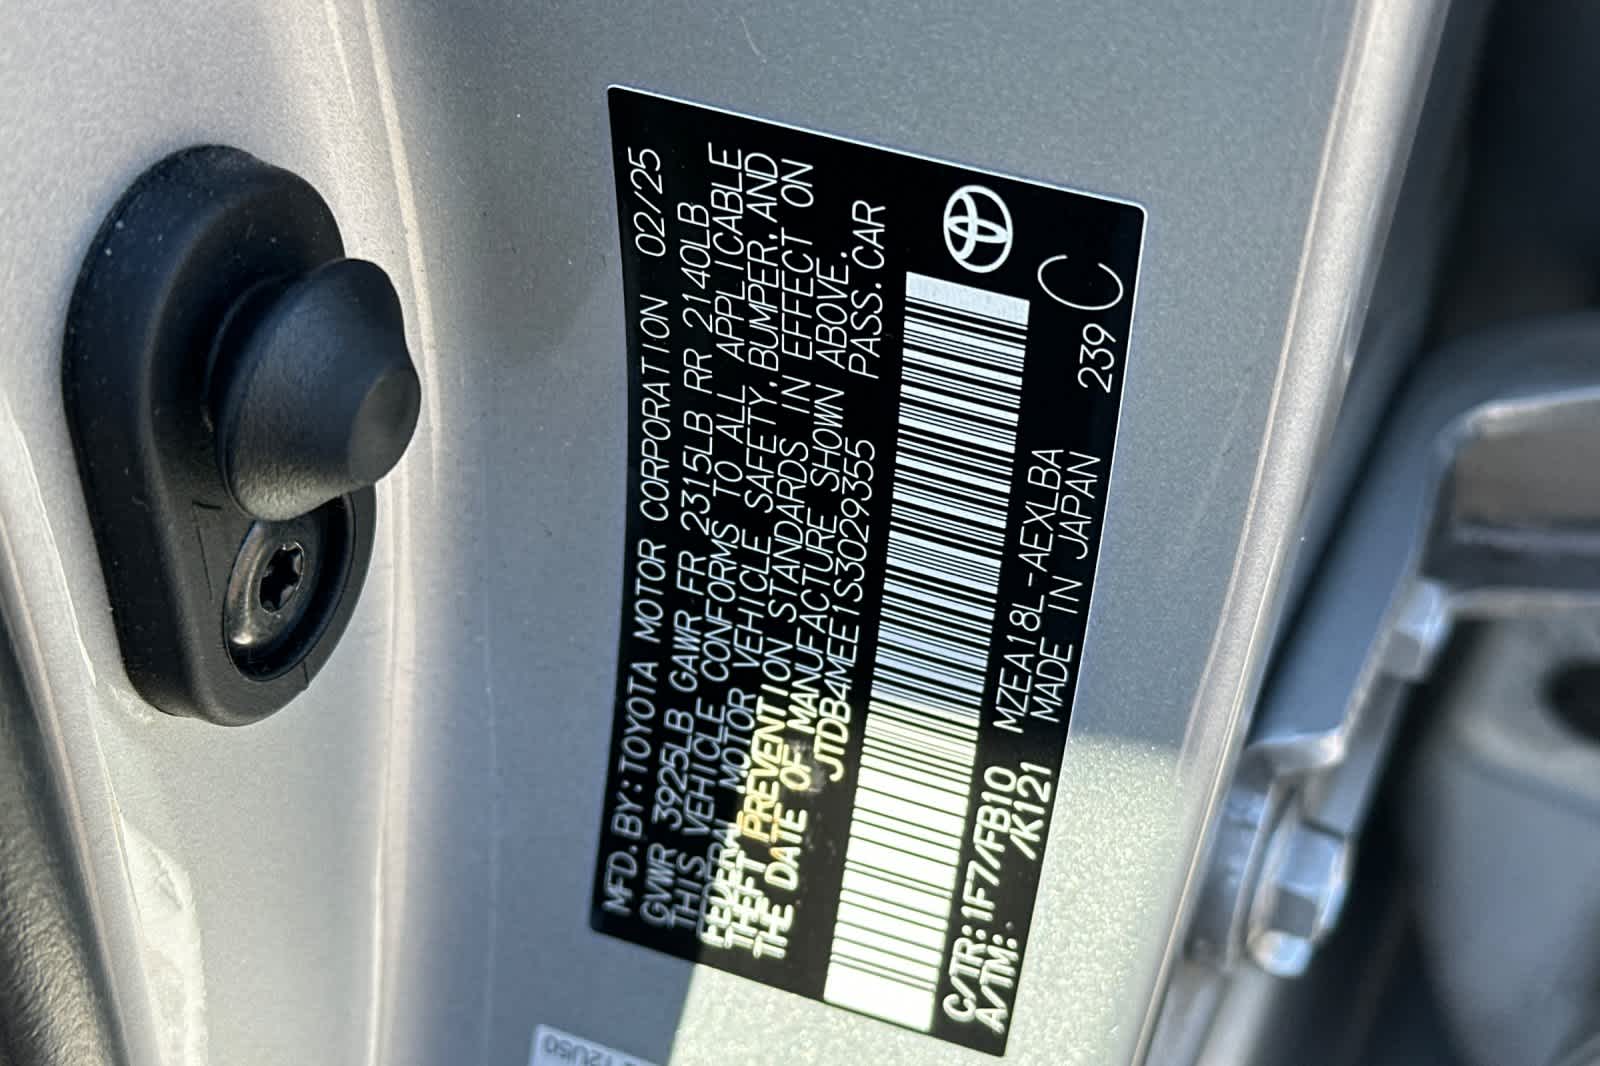 MFD.BY:TOYOTA MOTOR CORPORATION 02/25
GVWR 3925LB GAWR FR 2315LB RR 2140LB
THIS VEHICLE CONFORMS TO ALL APPLICABLE
FEDERAL MOTOR VEHICLE SAFETY,BUMPER,AND
THEFT PREVENTION STANDARDS IN EFFECT ON
THE DATE OF MANUFACTURE SHOWN ABOVE.
JTDB4MEE1S3029355 PASS.CAR
C/TR:1F7/FB10 MZEA18L-AEXLBA 239 C
A/TM: /K121 MADE IN JAPAN